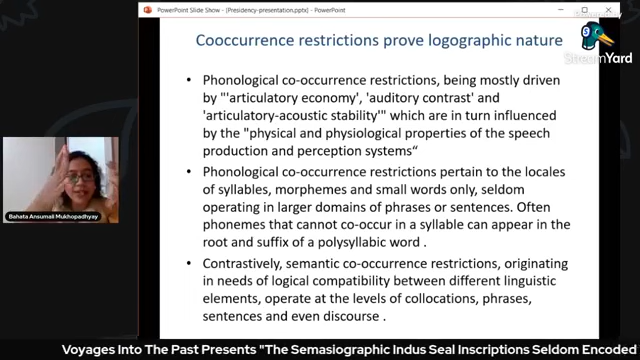 PowerPoint Slide Show - [Presidency-presentation.pptx] - PowerPoint
Cooccurrence restrictions prove logographic nature
StreamYard
• Phonological co-occurrence restrictions, being mostly driven
by "'articulatory economy', 'auditory contrast' and
'articulatory-acoustic stability'" which are in turn influenced
by the "physical and physiological properties of the speech
production and perception systems“
• Phonological co-occurrence restrictions pertain to the locales
of syllables, morphemes and small words only, seldom
operating in larger domains of phrases or sentences. Often
phonemes that cannot co-occur in a syllable can appear in the
root and suffix of a polysyllabic word .
• Contrastively, semantic co-occurrence restrictions, originating
in needs of logical compatibility between different linguistic
elements, operate at the levels of collocations, phrases,
sentences and even discourse .
Bahata Ansumali Mukhopadhyay
Voyages Into The Past Presents "The Semasiographic Indus Seal Inscriptions Seldom Encoded